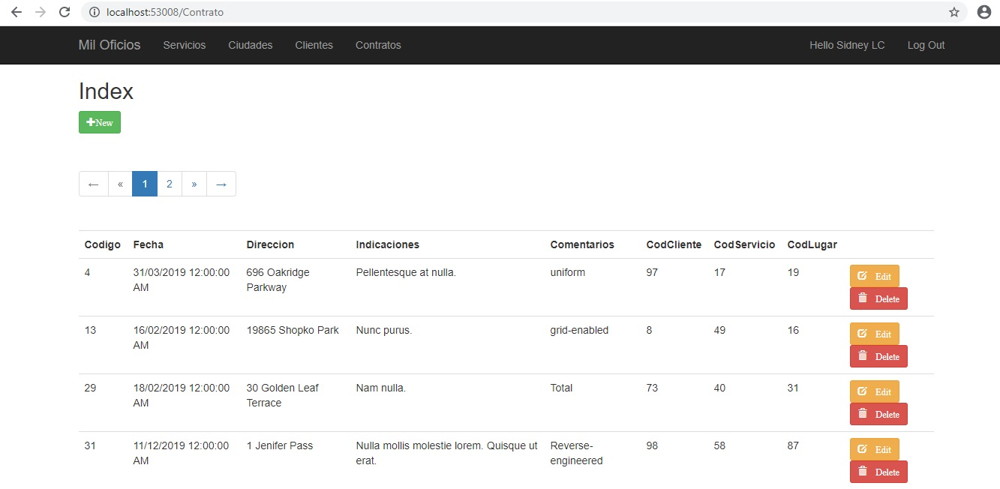 localhost:53008/Contrato
Mil Oficios Servicios Ciudades Clientes Contratos Hello Sidney LC Log Out
Index
New
← « 1 2 » →
Codigo Fecha Direccion Indicaciones Comentarios CodCliente CodServicio CodLugar
4 31/03/2019 12:00:00 696 Oakridge Pellentesque at nulla. uniform 97 17 19 Edit
AM Parkway Delete
13 16/02/2019 12:00:00 19865 Shopko Park Nunc purus. grid-enabled 8 49 16 Edit
AM Delete
29 18/02/2019 12:00:00 30 Golden Leaf Nam nulla. Total 73 40 31 Edit
AM Terrace Delete
31 11/12/2019 12:00:00 1 Jenifer Pass Nulla mollis molestie lorem. Quisque ut Reverse- 98 58 87 Edit
AM erat. engineered Delete